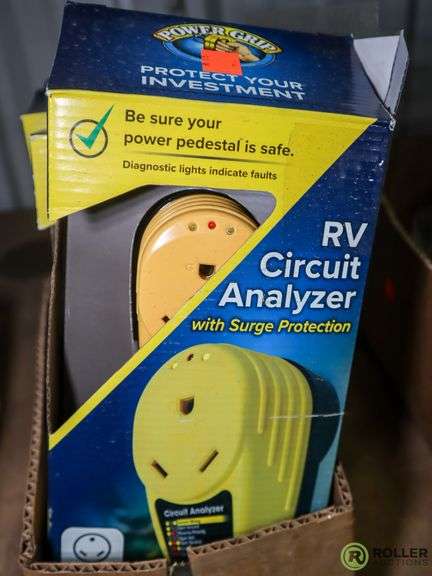 POWER GRIP
PROTECT YOUR
INVESTMENT
Be sure your
power pedestal is safe.
Diagnostic lights indicate faults
RV
Circuit
Analyzer
with Surge Protection
Circuit Analyzer
R
ROLLER
AUCTIONS